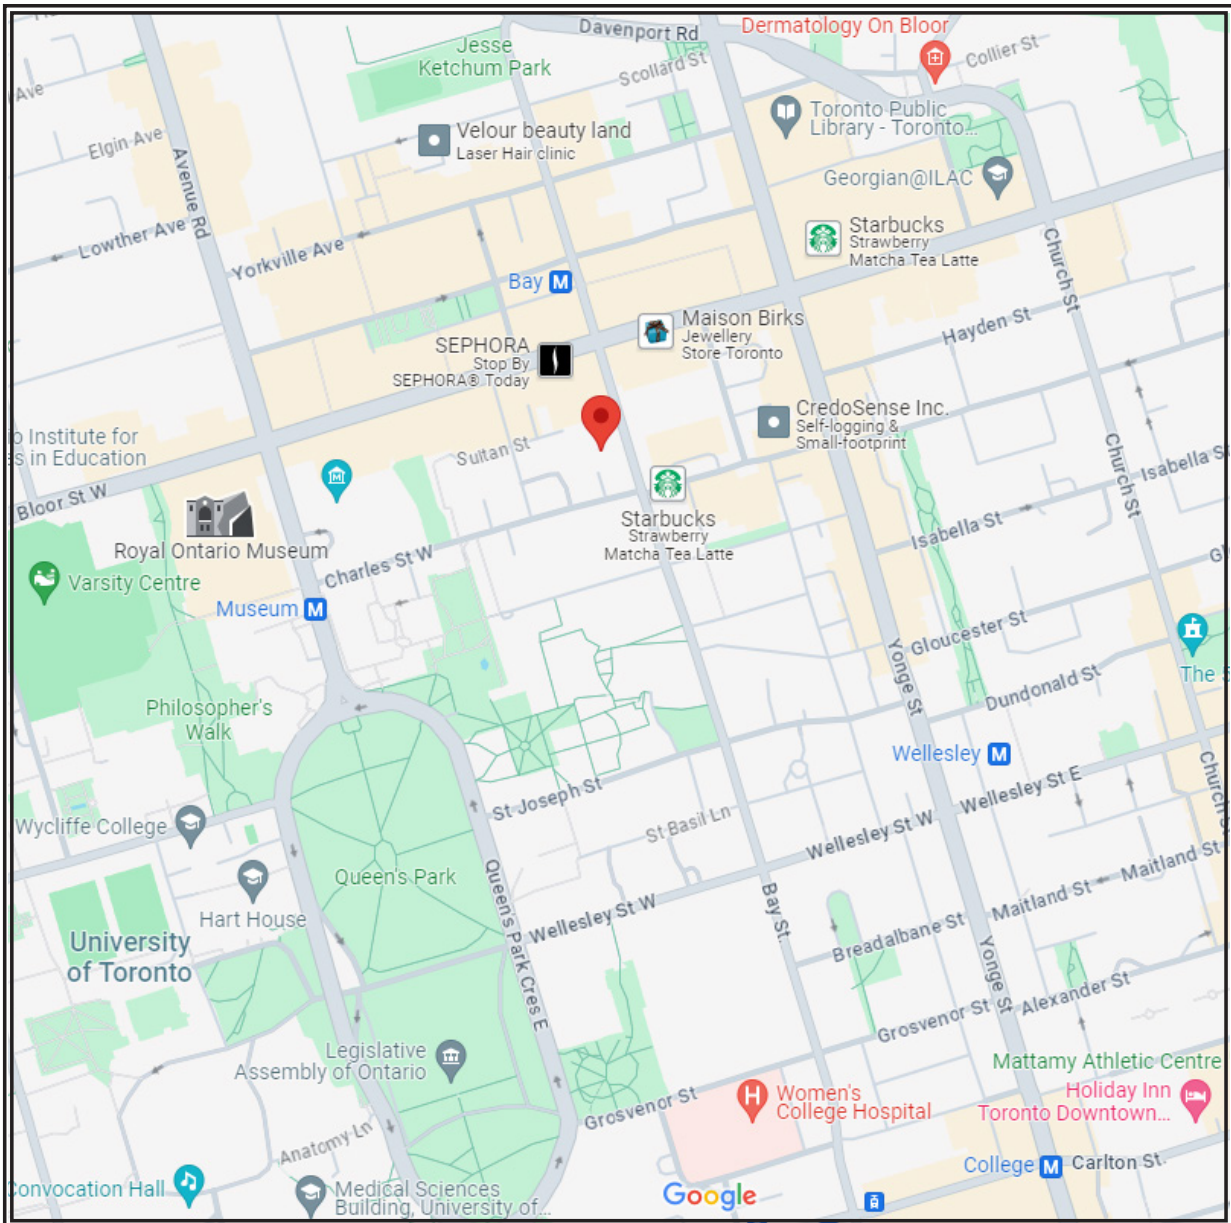 Davenport Rd
Dermatology On Bloor
Collier St
Jesse
Ketchum Park
Scollard St
Ave
Elgin Ave
Velour beauty land
Laser Hair clinic
Toronto Public
Library - Toronto...
Georgian@ILAC
Avenue Rd
Lowther Ave
Yorkville Ave
Starbucks
Strawberry
Matcha Tea Latte
Church St
Bay M
Maison Birks
Jewellery
Store Toronto
Hayden St
SEPHORA
Stop By
SEPHORA® Today
CredoSense Inc.
Self-logging &
Small-footprint
io Institute for
s in Education
Sultan St
Church St
Isabella S
Bloor St W
M
Starbucks
Strawberry
Matcha Tea Latte
Isabella St
Royal Ontario Museum
Charles St W
Gl
Varsity Centre
Museum M
Gloucester St
Yonge St
The S
Dundonald St
Philosopher's
Walk
Wellesley M
St Joseph St
Wellesley St E
Church S
Wycliffe College
St Basil Ln
Wellesley St W
Queen's Park
Maitland St
Hart House
Queen's Park Cres E
Wellesley St W
Bay St.
Maitland St
Breadalbane St
University
of Toronto
Yonge St
Alexander St
Grosvenor St
Legislative
Assembly of Ontario
Mattamy Athletic Centre
Holiday Inn
Toronto Downtown...
H
Women's
College Hospital
Grosvenor St
Anatomy Ln
College M
Carlton St.
Convocation Hall
Medical Sciences
Building, University of...
Google